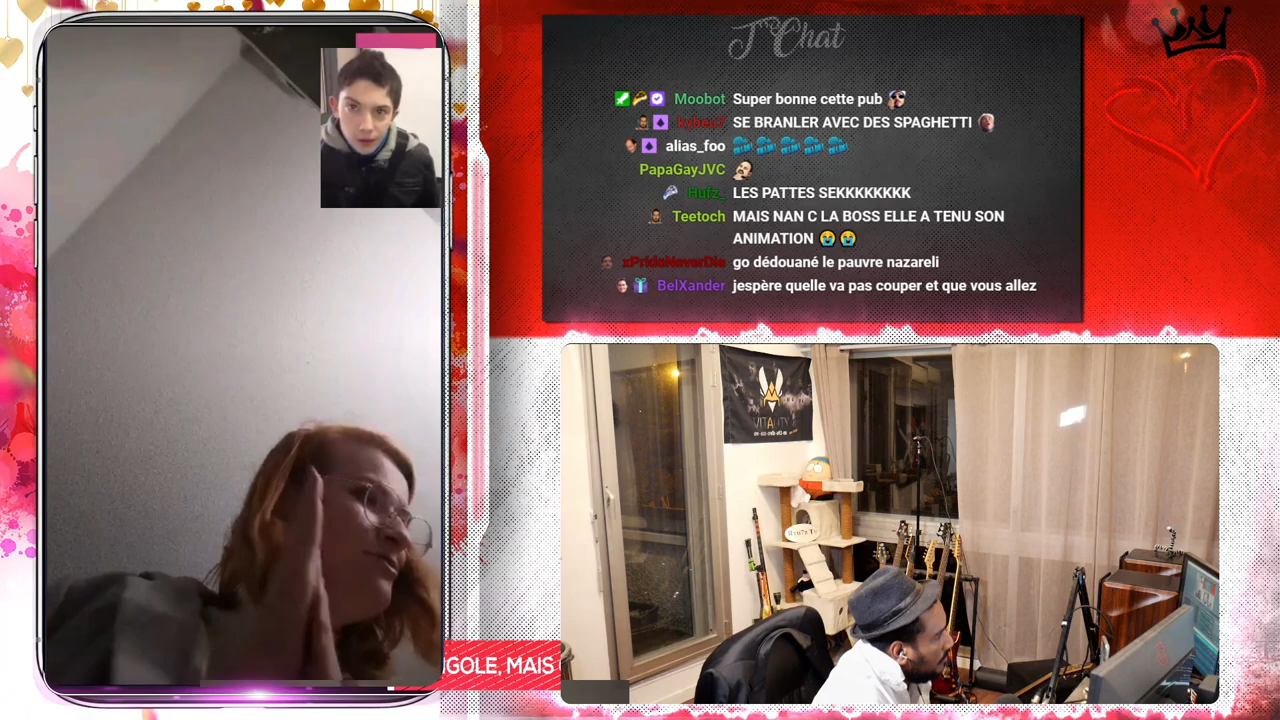 J Chat
Moobot Super bonne cette pub
kybeu7 SE BRANLER AVEC DES SPAGHETTI
alias_foo
PapaGayJVC
Hufz_ LES PATTES SEKKKKKKKK
Teetoch MAIS NAN C LA BOSS ELLE A TENU SON
ANIMATION
xPrideNeverDie go dédouané le pauvre nazareli
BelXander jespère quelle va pas couper et que vous allez
VITALITY
IGOLE, MAIS